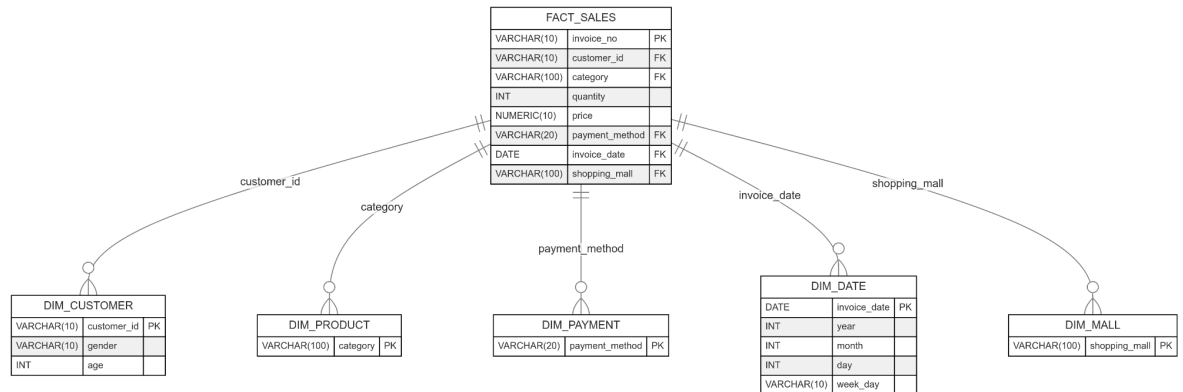 FACT_SALES
VARCHAR(10) invoice_no PK
VARCHAR(10) customer_id FK
VARCHAR(100) category FK
INT quantity
NUMERIC(10) price
VARCHAR(20) payment_method FK
DATE invoice_date FK
VARCHAR(100) shopping_mall FK
customer_id
category
payment_method
invoice_date
shopping_mall
DIM_CUSTOMER
VARCHAR(10) customer_id PK
VARCHAR(10) gender
INT age
DIM_PRODUCT
VARCHAR(100) category PK
DIM_PAYMENT
VARCHAR(20) payment_method PK
DIM_DATE
DATE invoice_date PK
INT year
INT month
INT day
VARCHAR(10) week_day
DIM_MALL
VARCHAR(100) shopping_mall PK